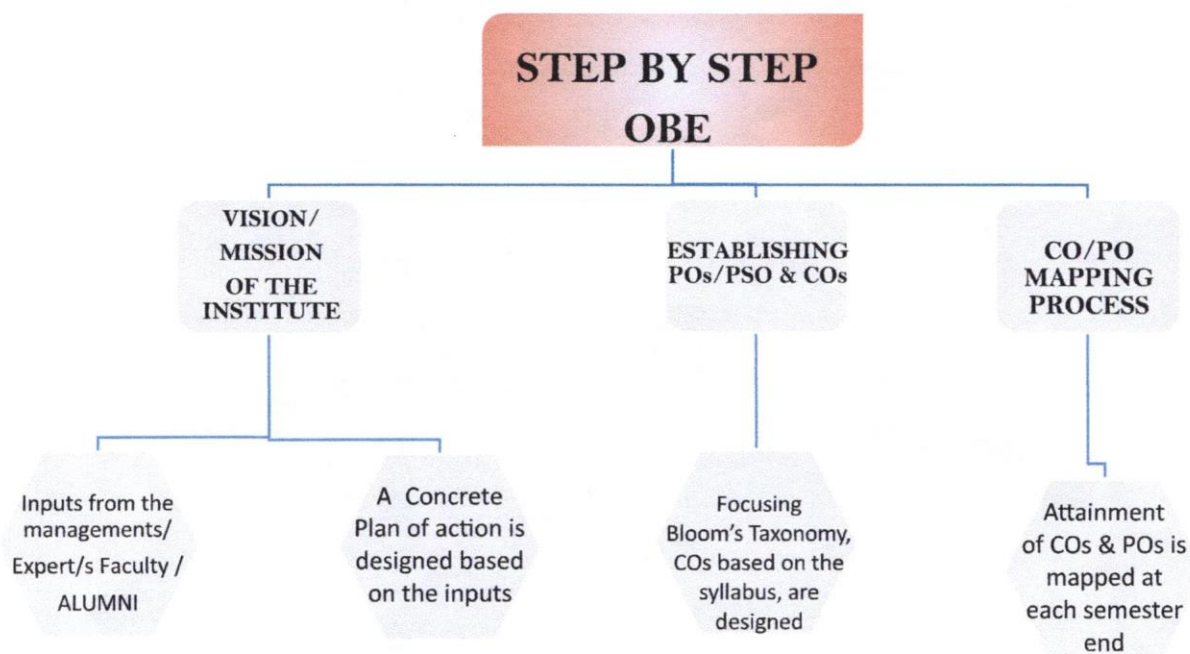 STEP BY STEP
OBE
VISION/
MISSION
OF THE
INSTITUTE
ESTABLISHING
POs/PSO & COs
CO/PO
MAPPING
PROCESS
Inputs from the
managements/
Expert/s Faculty /
ALUMNI
A Concrete
Plan of action is
designed based
on the inputs
Focusing
Bloom's Taxonomy,
COs based on the
syllabus, are
designed
Attainment
of COs & POs is
mapped at
each semester
end